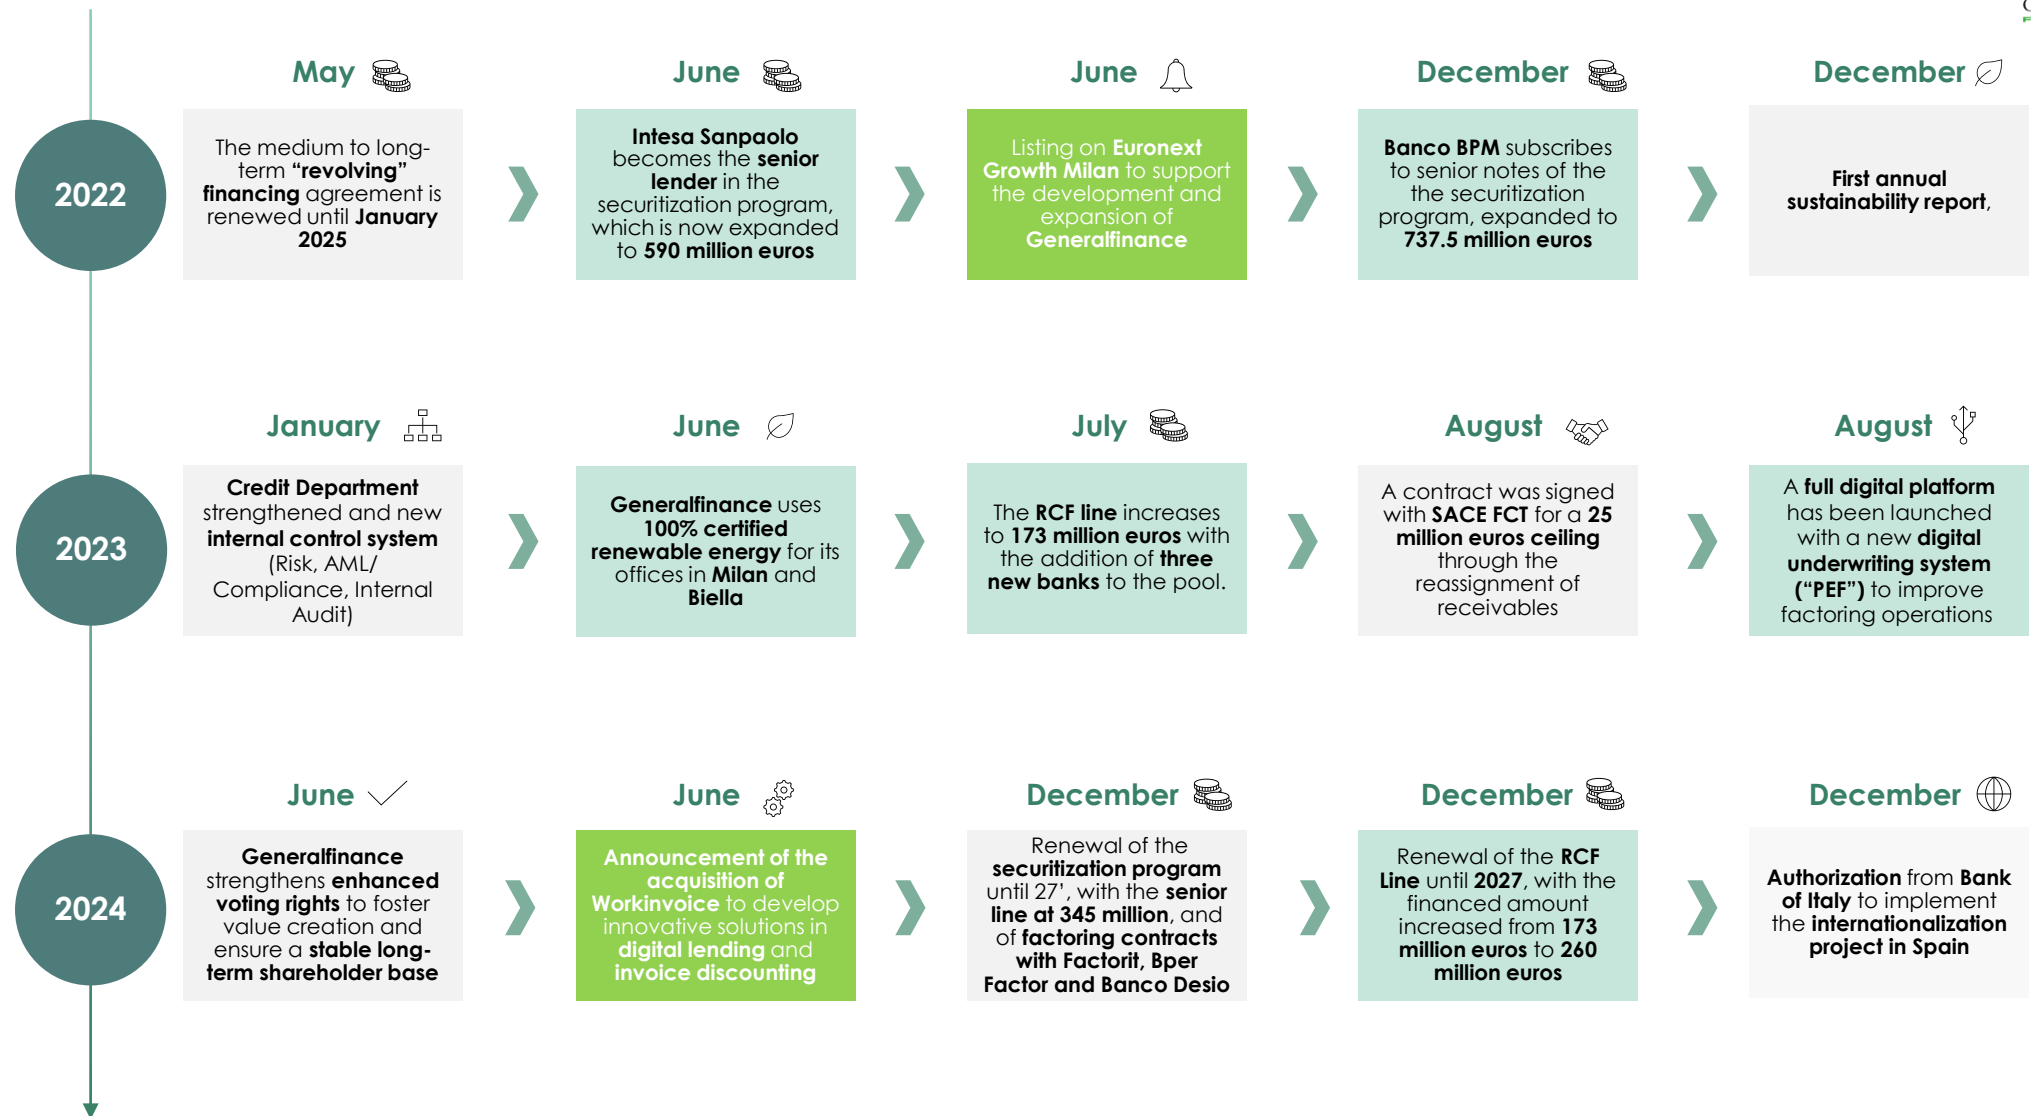 May
June
June
December
December
2022
The medium to long-
term “revolving”
financing agreement is
renewed until January
2025
Intesa Sanpaolo
becomes the senior
lender in the
securitization program,
which is now expanded
to 590 million euros
Listing on Euronext
Growth Milan to support
the development and
expansion of
Generalfinance
Banco BPM subscribes
to senior notes of the
the securitization
program, expanded to
737.5 million euros
First annual
sustainability report,
January
June
July
August
August
2023
Credit Department
strengthened and new
internal control system
(Risk, AML/
Compliance, Internal
Audit)
Generalfinance uses
100% certified
renewable energy for its
offices in Milan and
Biella
The RCF line increases
to 173 million euros with
the addition of three
new banks to the pool.
A contract was signed
with SACE FCT for a 25
million euros ceiling
through the
reassignment of
receivables
A full digital platform
has been launched
with a new digital
underwriting system
(“PEF”) to improve
factoring operations
June
June
December
December
December
2024
Generalfinance
strengthens enhanced
voting rights to foster
value creation and
ensure a stable long-
term shareholder base
Announcement of the
acquisition of
Workinvoice to develop
innovative solutions in
digital lending and
invoice discounting
Renewal of the
securitization program
until 27’, with the senior
line at 345 million, and
of factoring contracts
with Factorit, Bper
Factor and Banco Desio
Renewal of the RCF
Line until 2027, with the
financed amount
increased from 173
million euros to 260
million euros
Authorization from Bank
of Italy to implement
the internationalization
project in Spain